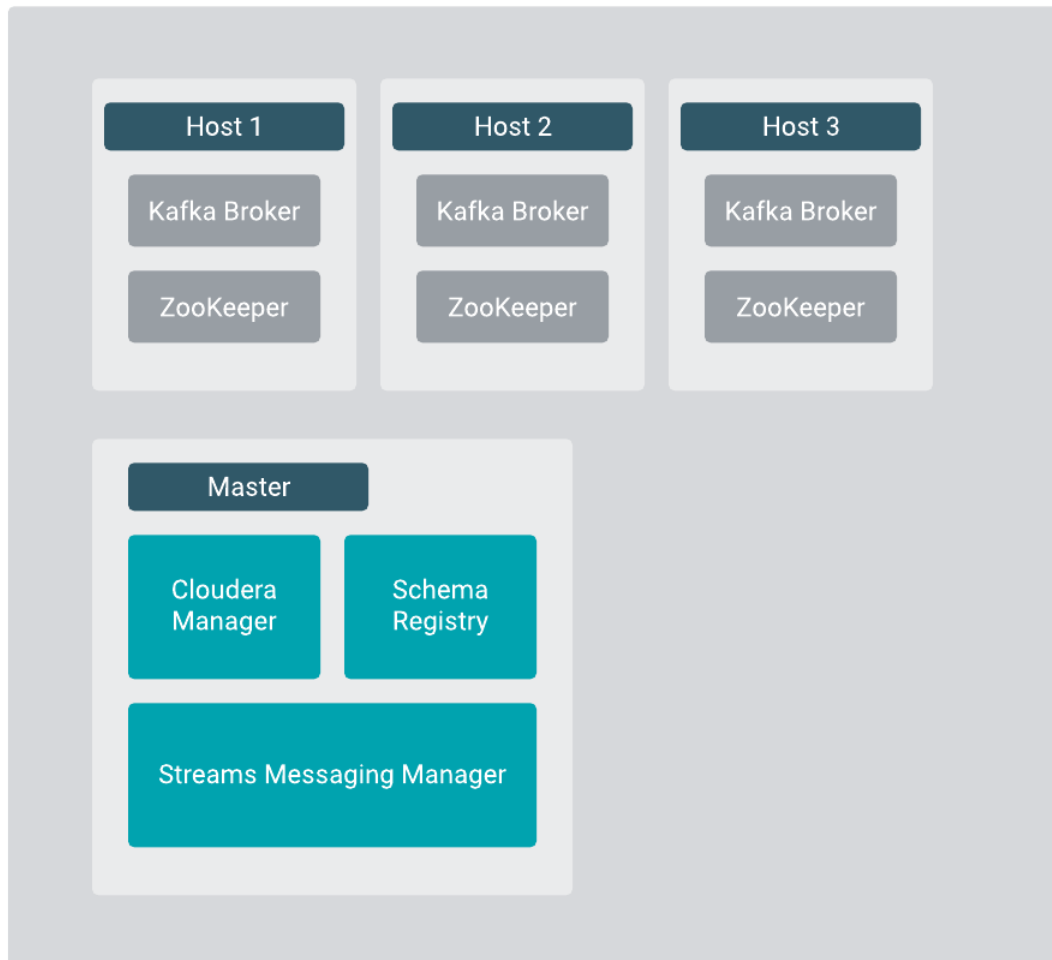 Host 1
Host 2
Host 3
Kafka Broker
Kafka Broker
Kafka Broker
ZooKeeper
ZooKeeper
ZooKeeper
Master
Cloudera
Manager
Schema
Registry
Streams Messaging Manager